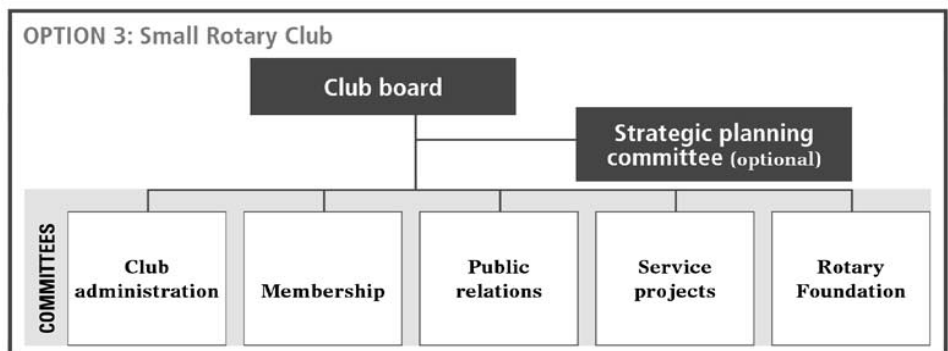 OPTION 3: Small Rotary Club
Club board
Strategic planning
committee (optional)
COMMITTEES
Club
administration
Membership
Public
relations
Service
projects
Rotary
Foundation